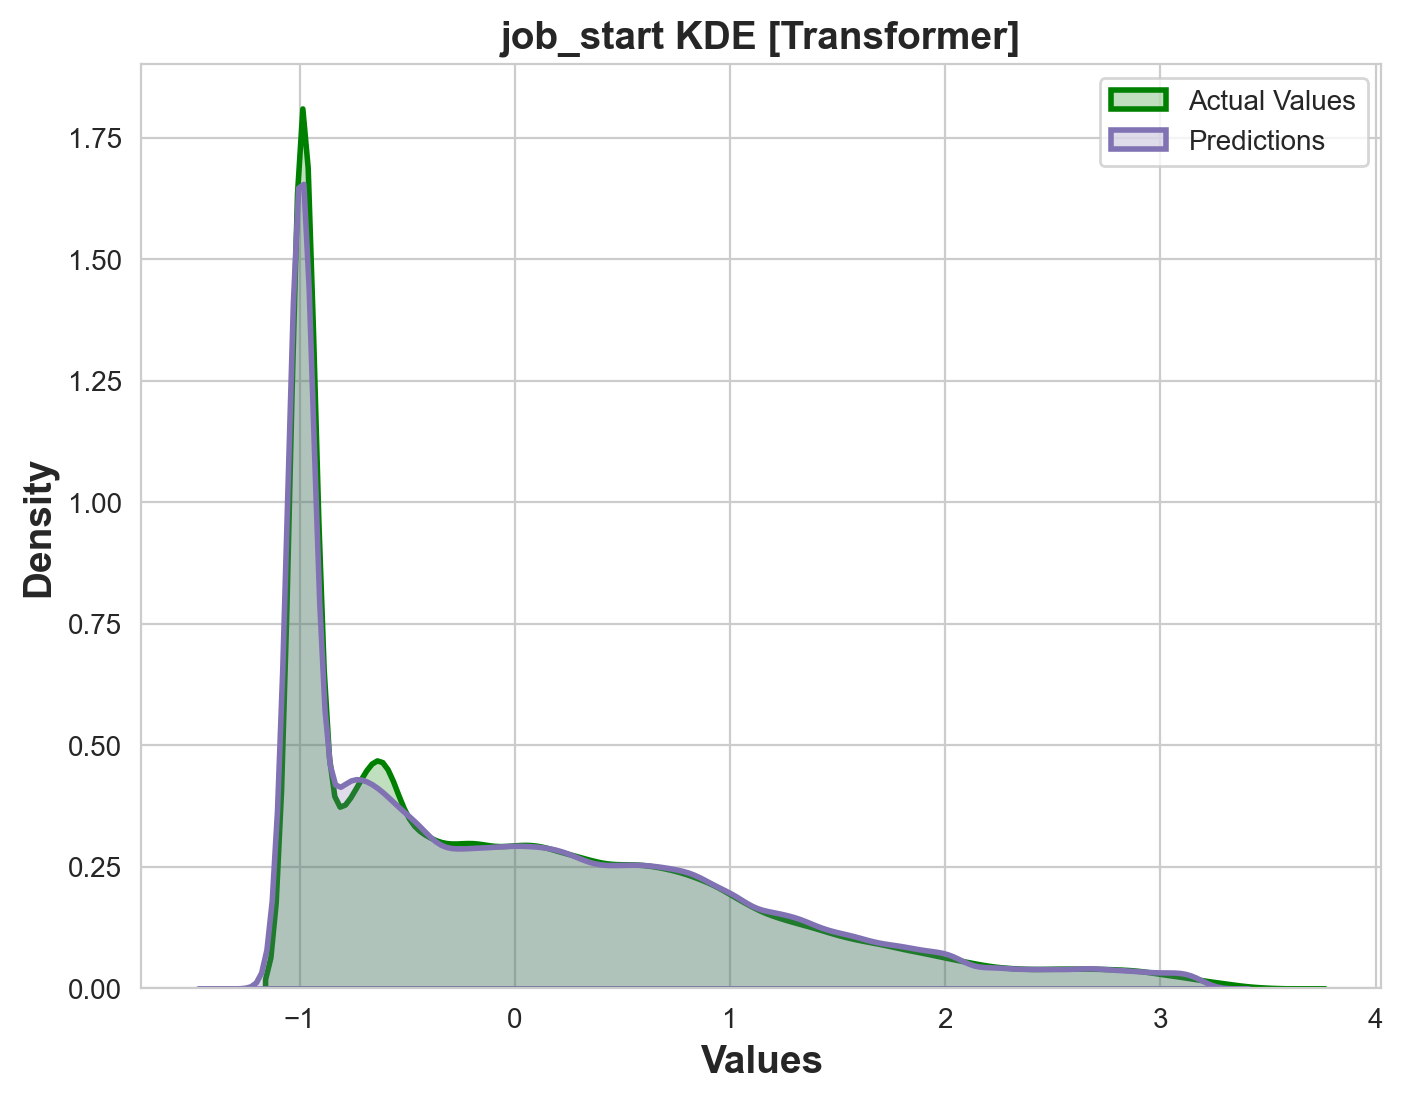 job_start KDE [Transformer]
Actual Values
Predictions
1.75
1.50
1.25
1.00
0.75
0.50
0.25
0.00
Density
−1
0
1
2
3
4
Values